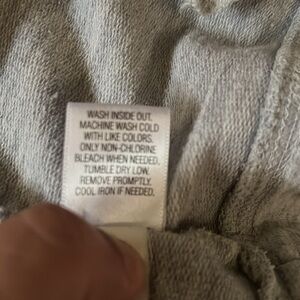 WASH INSIDE OUT.
MACHINE WASH COLD
WITH LIKE COLORS.
ONLY NON-CHLORINE
BLEACH WHEN NEEDED.
TUMBLE DRY LOW.
REMOVE PROMPTLY.
COOL IRON IF NEEDED.